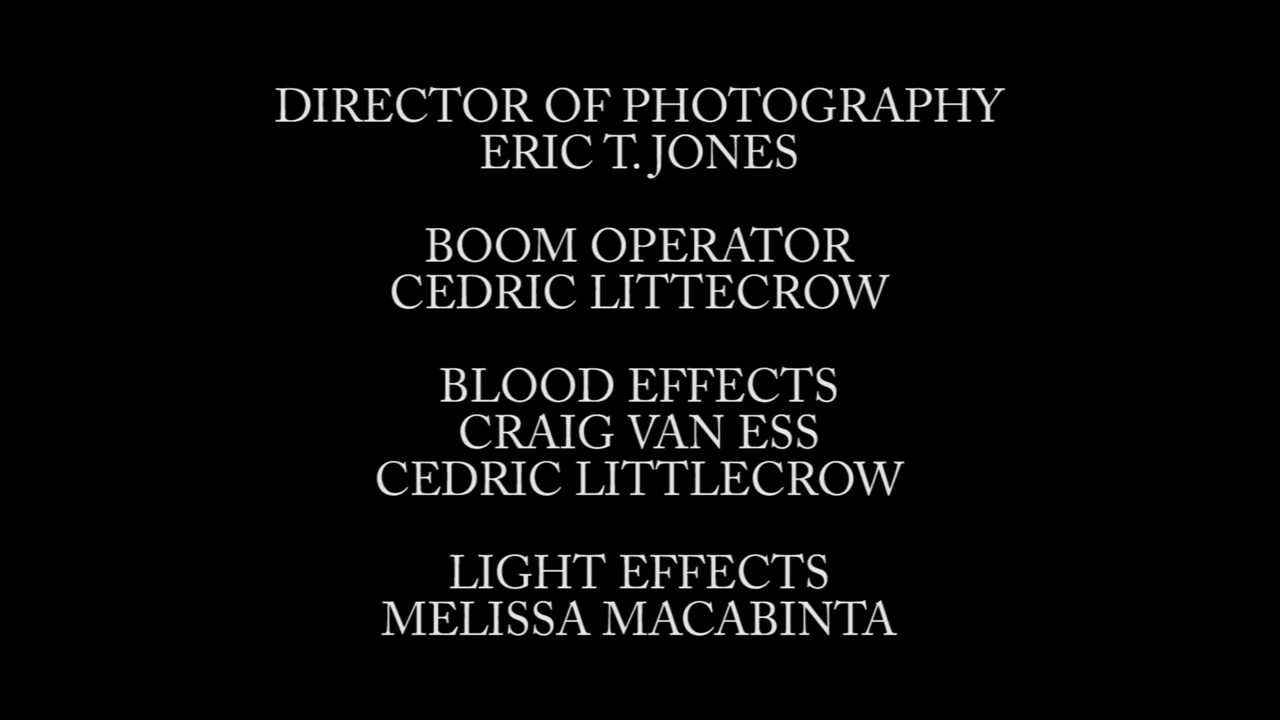 DIRECTOR OF PHOTOGRAPHY
ERIC T. JONES
BOOM OPERATOR
CEDRIC LITTECROW
BLOOD EFFECTS
CRAIG VAN ESS
CEDRIC LITTLECROW
LIGHT EFFECTS
MELISSA MACABINTA